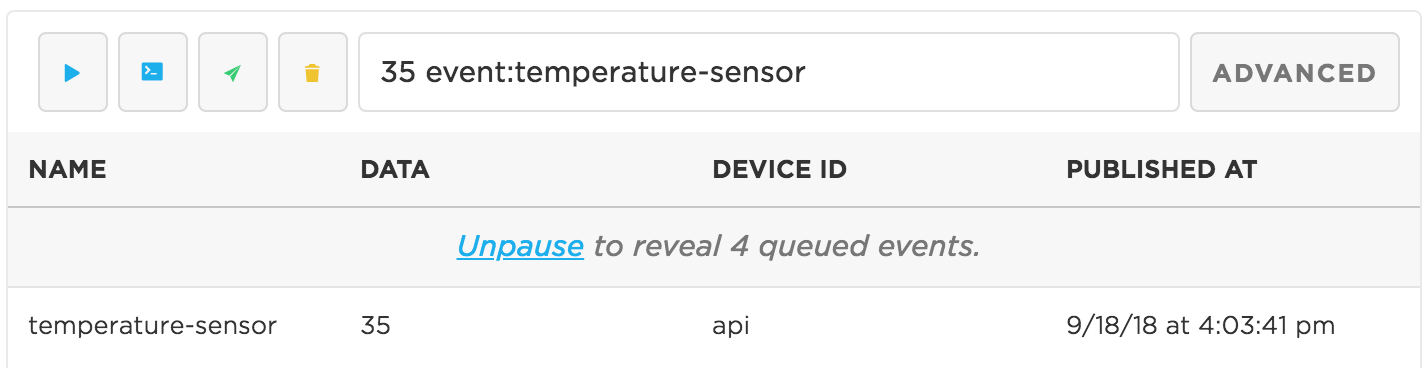 35 event:temperature-sensor ADVANCED
NAME DATA DEVICE ID PUBLISHED AT
Unpause to reveal 4 queued events.
temperature-sensor 35 api 9/18/18 at 4:03:41 pm